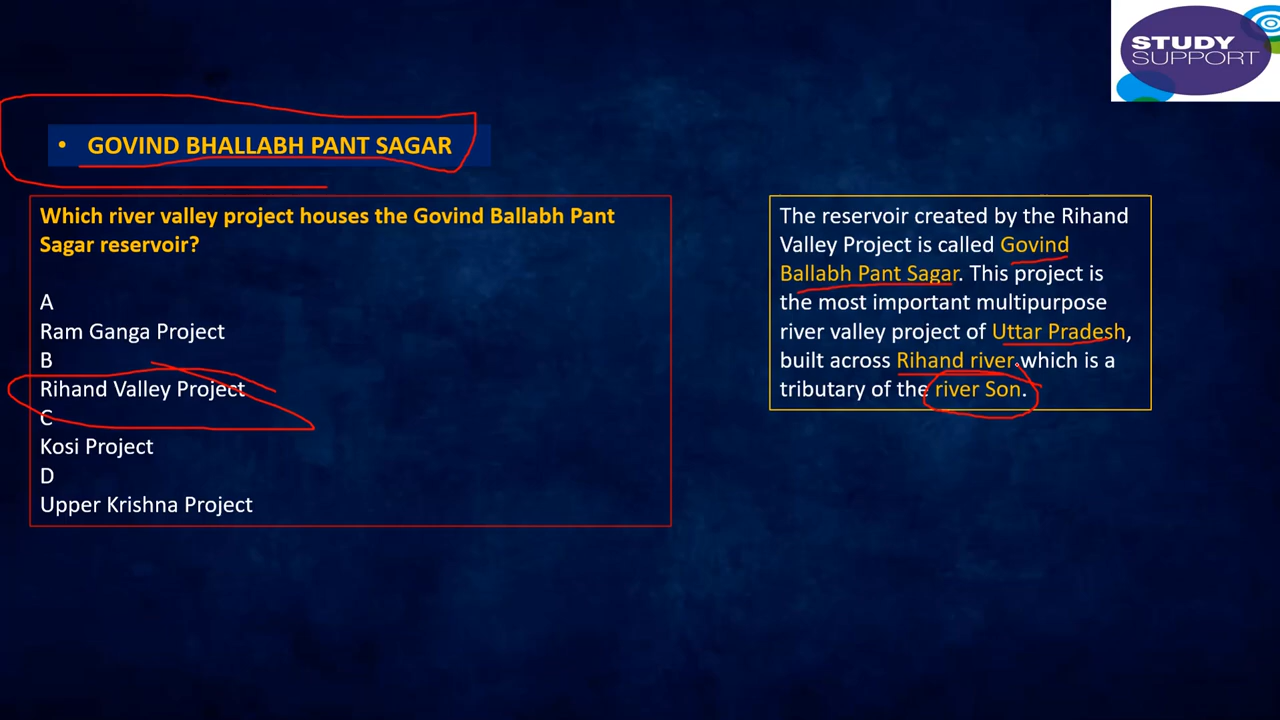 STUDY
SUPPORT
• GOVIND BHALLABH PANT SAGAR
Which river valley project houses the Govind Ballabh Pant
Sagar reservoir?
A
Ram Ganga Project
B
Rihand Valley Project
C
Kosi Project
D
Upper Krishna Project
The reservoir created by the Rihand
Valley Project is called Govind
Ballabh Pant Sagar. This project is
the most important multipurpose
river valley project of Uttar Pradesh,
built across Rihand river which is a
tributary of the river Son.